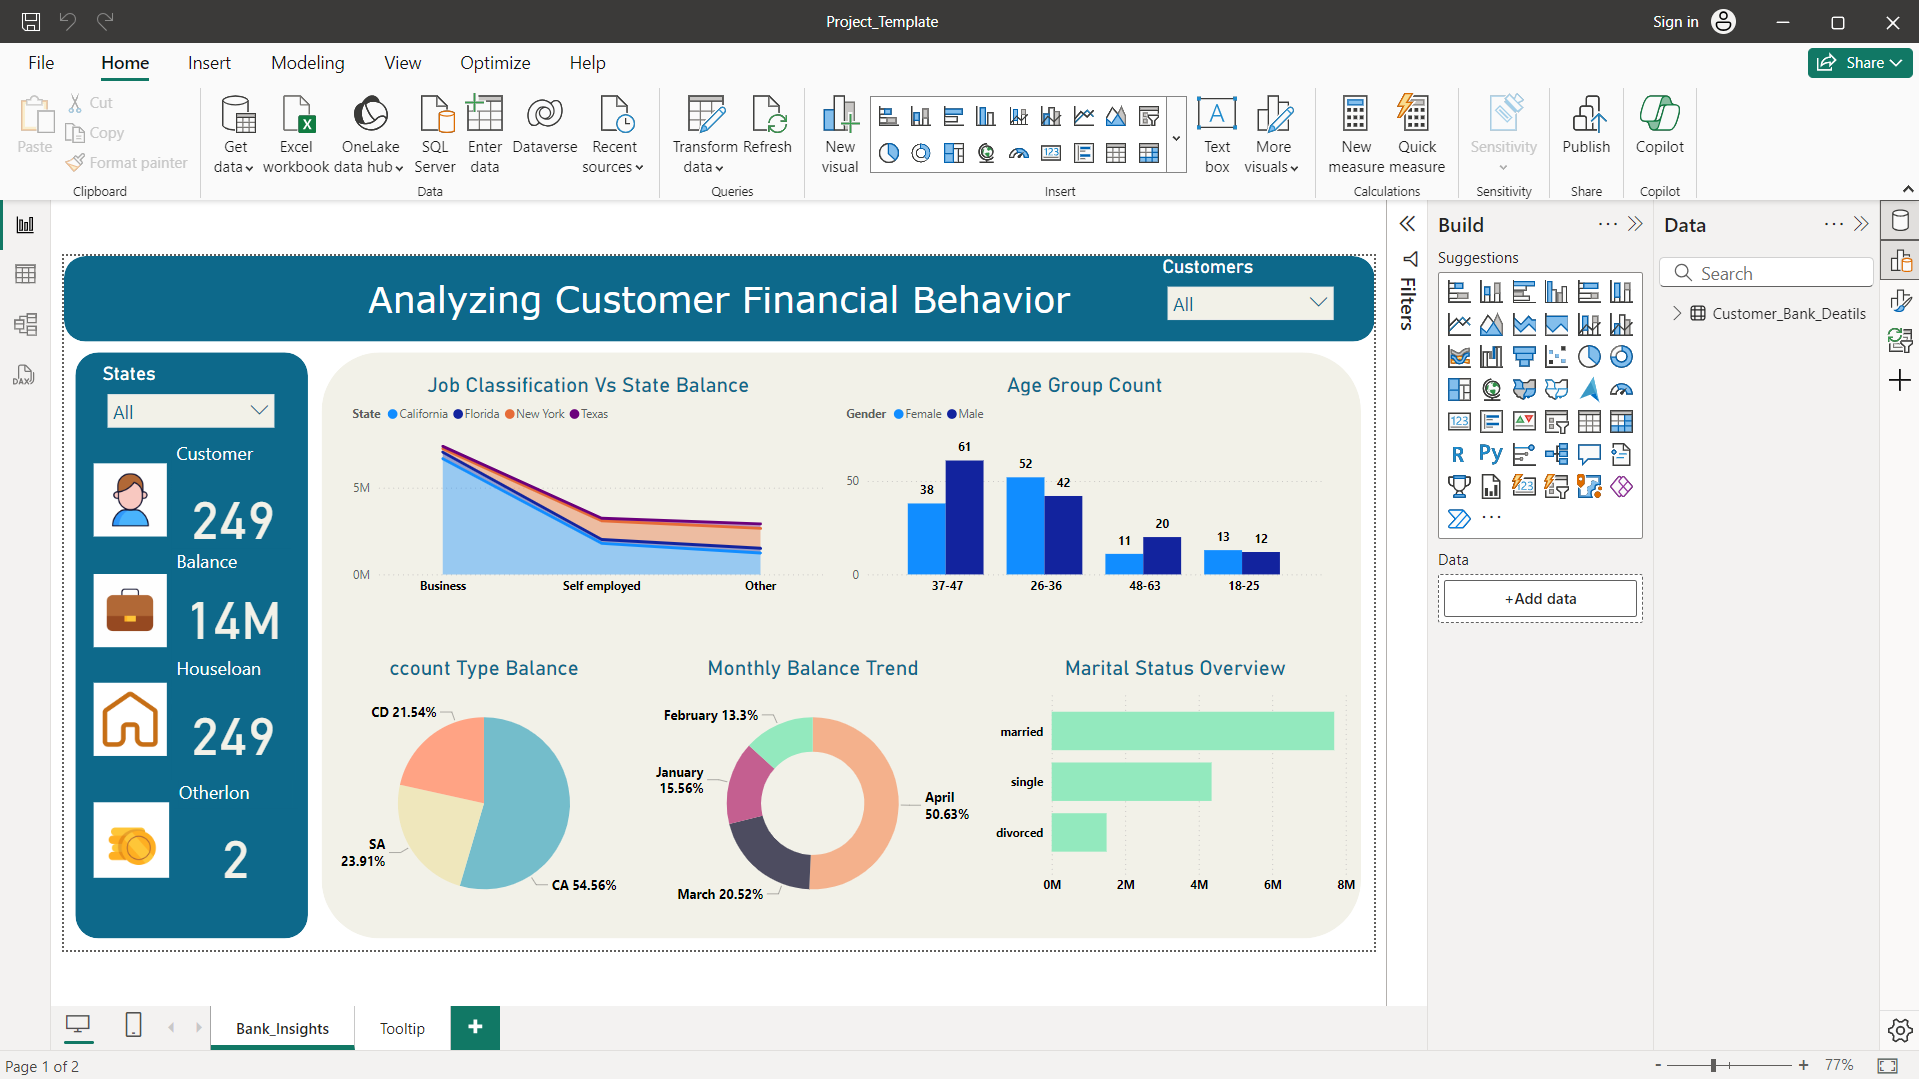 Project_Template
Sign in
File Home Insert Modeling View Optimize Help
Share
Paste
Cut
Copy
Format painter
Clipboard
Get data
Excel workbook
OneLake data hub
SQL Server
Enter data
Dataverse
Recent sources
Data
Transform data
Refresh
Queries
New visual
Insert
A
Text box
More visuals
New measure
Quick measure
Calculations
Sensitivity
Sensitivity
Publish
Share
Copilot
Copilot
Analyzing Customer Financial Behavior
Customers
All
States
All
Customer
249
Balance
14M
Houseloan
249
Otherlon
2
Job Classification Vs State Balance
State California Florida New York Texas
5M
0M
Business Self employed Other
Age Group Count
Gender Female Male
50
0
38 61 52 42 11 20 13 12
37-47 26-36 48-63 18-25
ccount Type Balance
CD 21.54%
SA
23.91%
CA 54.56%
Monthly Balance Trend
February 13.3%
January
15.56%
April
50.63%
March 20.52%
Marital Status Overview
married
single
divorced
0M 2M 4M 6M 8M
Filters
Build
Suggestions
123
R Py
123
Data
+Add data
Data
Search
Customer_Bank_Deatils
DAX
Bank_Insights
Tooltip
+
Page 1 of 2
- + 77%